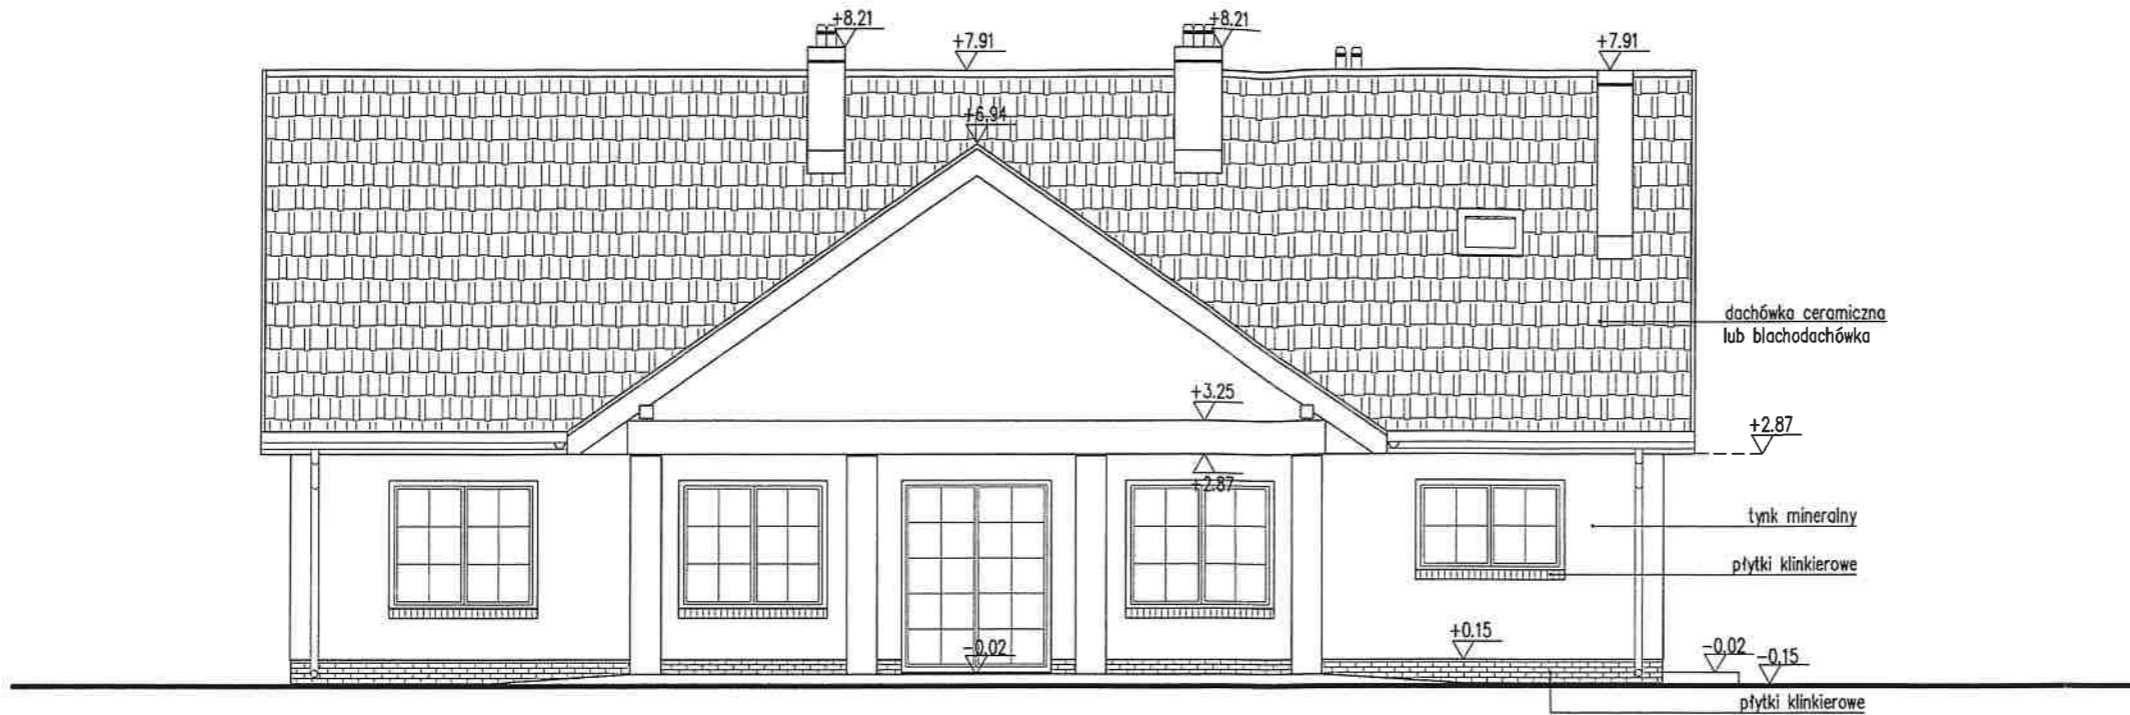 +8.21
+8.21
+7.91
+7.91
+6.94
dachówka ceramiczna
lub blachodachówka
+3.25
+2.87
+2.87
tynk mineralny
płytki klinkierowe
+0.15
-0.02
-0.02
-0.15
płytki klinkierowe